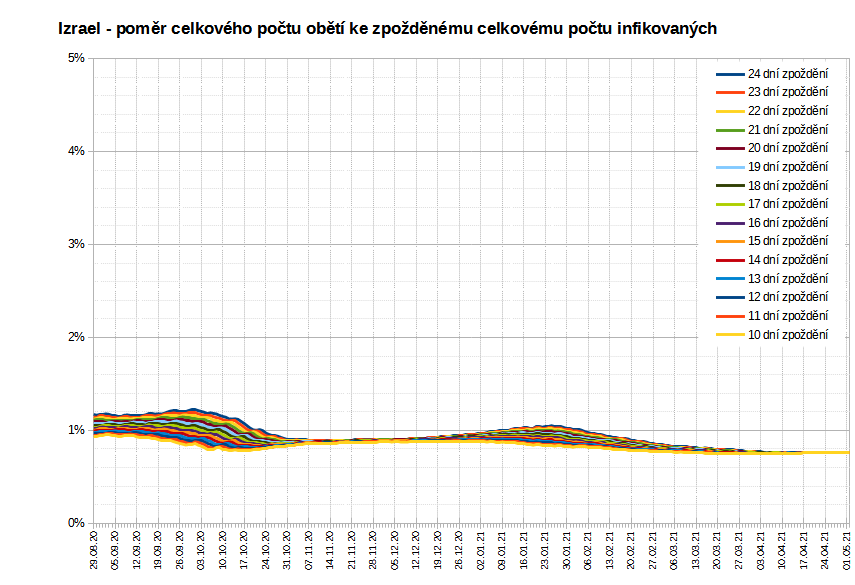 Izrael - poměr celkového počtu obětí ke zpožděnému celkovému počtu infikovaných
5%
4%
3%
2%
1%
0%
24 dní zpoždění
23 dní zpoždění
22 dní zpoždění
21 dní zpoždění
20 dní zpoždění
19 dní zpoždění
18 dní zpoždění
17 dní zpoždění
16 dní zpoždění
15 dní zpoždění
14 dní zpoždění
13 dní zpoždění
12 dní zpoždění
11 dní zpoždění
10 dní zpoždění
29.08.20
05.09.20
12.09.20
19.09.20
26.09.20
03.10.20
10.10.20
17.10.20
24.10.20
31.10.20
07.11.20
14.11.20
21.11.20
28.11.20
05.12.20
12.12.20
19.12.20
26.12.20
02.01.21
09.01.21
16.01.21
23.01.21
30.01.21
06.02.21
13.02.21
20.02.21
27.02.21
06.03.21
13.03.21
20.03.21
27.03.21
03.04.21
10.04.21
17.04.21
24.04.21
01.05.21